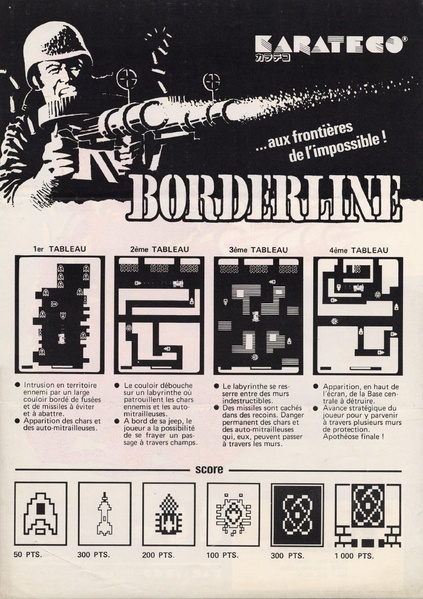 KARATECO®
カラテコ
...aux frontières
de l'impossible !
BORDERLINE
1er TABLEAU
2éme TABLEAU
3éme TABLEAU
4éme TABLEAU
● Intrusion en territoire
ennemi par un large
couloir bordé de fusées
et de missiles à éviter
et à abattre.
● Apparition des chars et
des auto-mitrailleuses.
● Le couloir débouche
sur un labyrinthe où
patrouillent les chars
ennemis et les auto-
mitrailleuses.
● A bord de sa jeep, le
joueur a la possibilité
de se frayer un pas-
sage à travers champs.
● Le labyrinthe se res-
serre entre des murs
indestructibles.
● Des missiles sont cachés
dans des recoins. Danger
permanent des chars et
des auto-mitrailleuses
qui, eux, peuvent passer
à travers les murs.
● Apparition, en haut de
l'écran, de la Base cen-
trale à détruire.
● Avance stratégique du
joueur pour y parvenir
à travers plusieurs murs
de protection.
Apothéose finale !
score
50 PTS.
300 PTS.
200 PTS.
100 PTS.
300 PTS.
1 000 PTS.